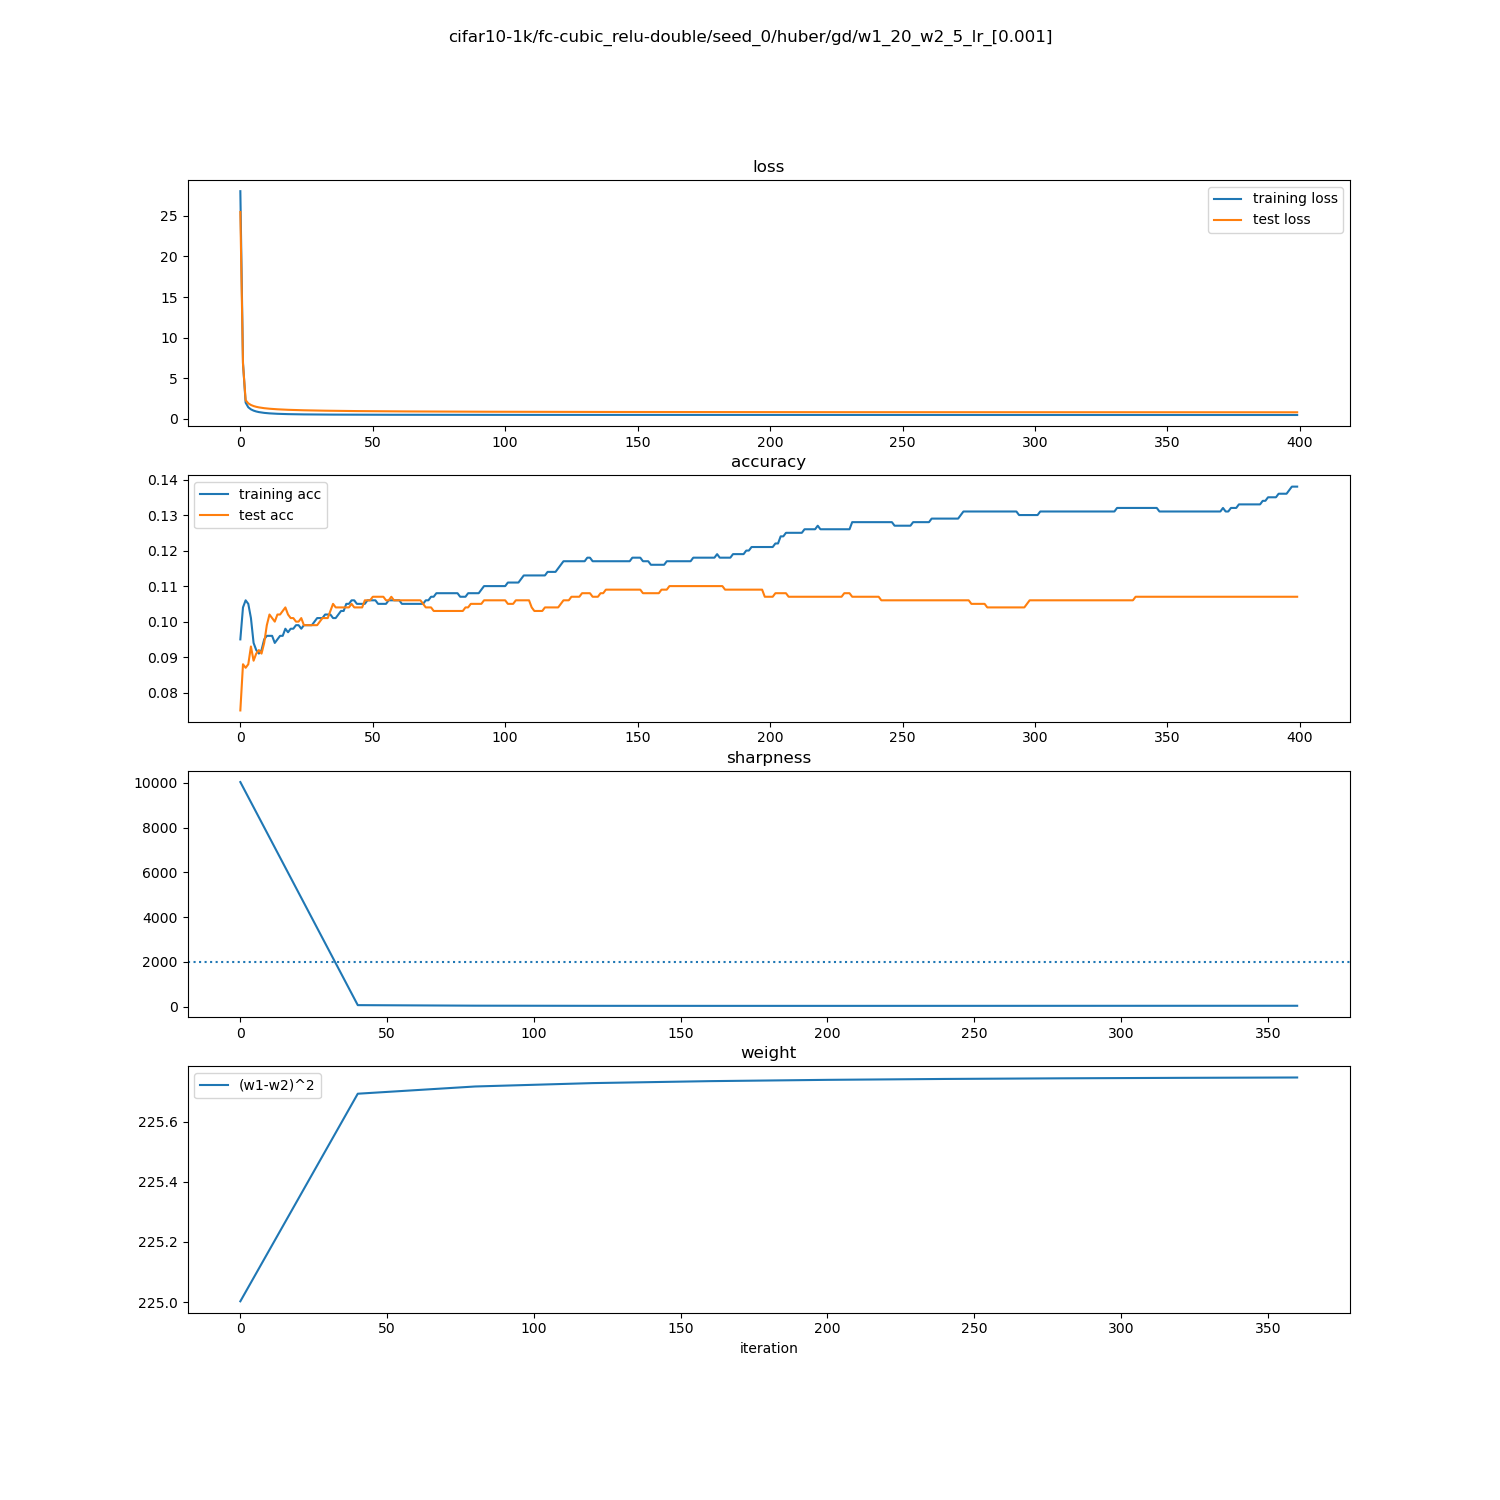 cifar10-1k/fc-cubic_relu-double/seed_0/huber/gd/w1_20_w2_5_lr_[0.001]
loss
training loss
test loss
25
20
15
10
5
0
0 50 100 150 200 250 300 350 400
accuracy
training acc
test acc
0.14
0.13
0.12
0.11
0.10
0.09
0.08
0 50 100 150 200 250 300 350 400
sharpness
10000
8000
6000
4000
2000
0
0 50 100 150 200 250 300 350
weight
(w1-w2)^2
225.6
225.4
225.2
225.0
0 50 100 150 200 250 300 350
iteration